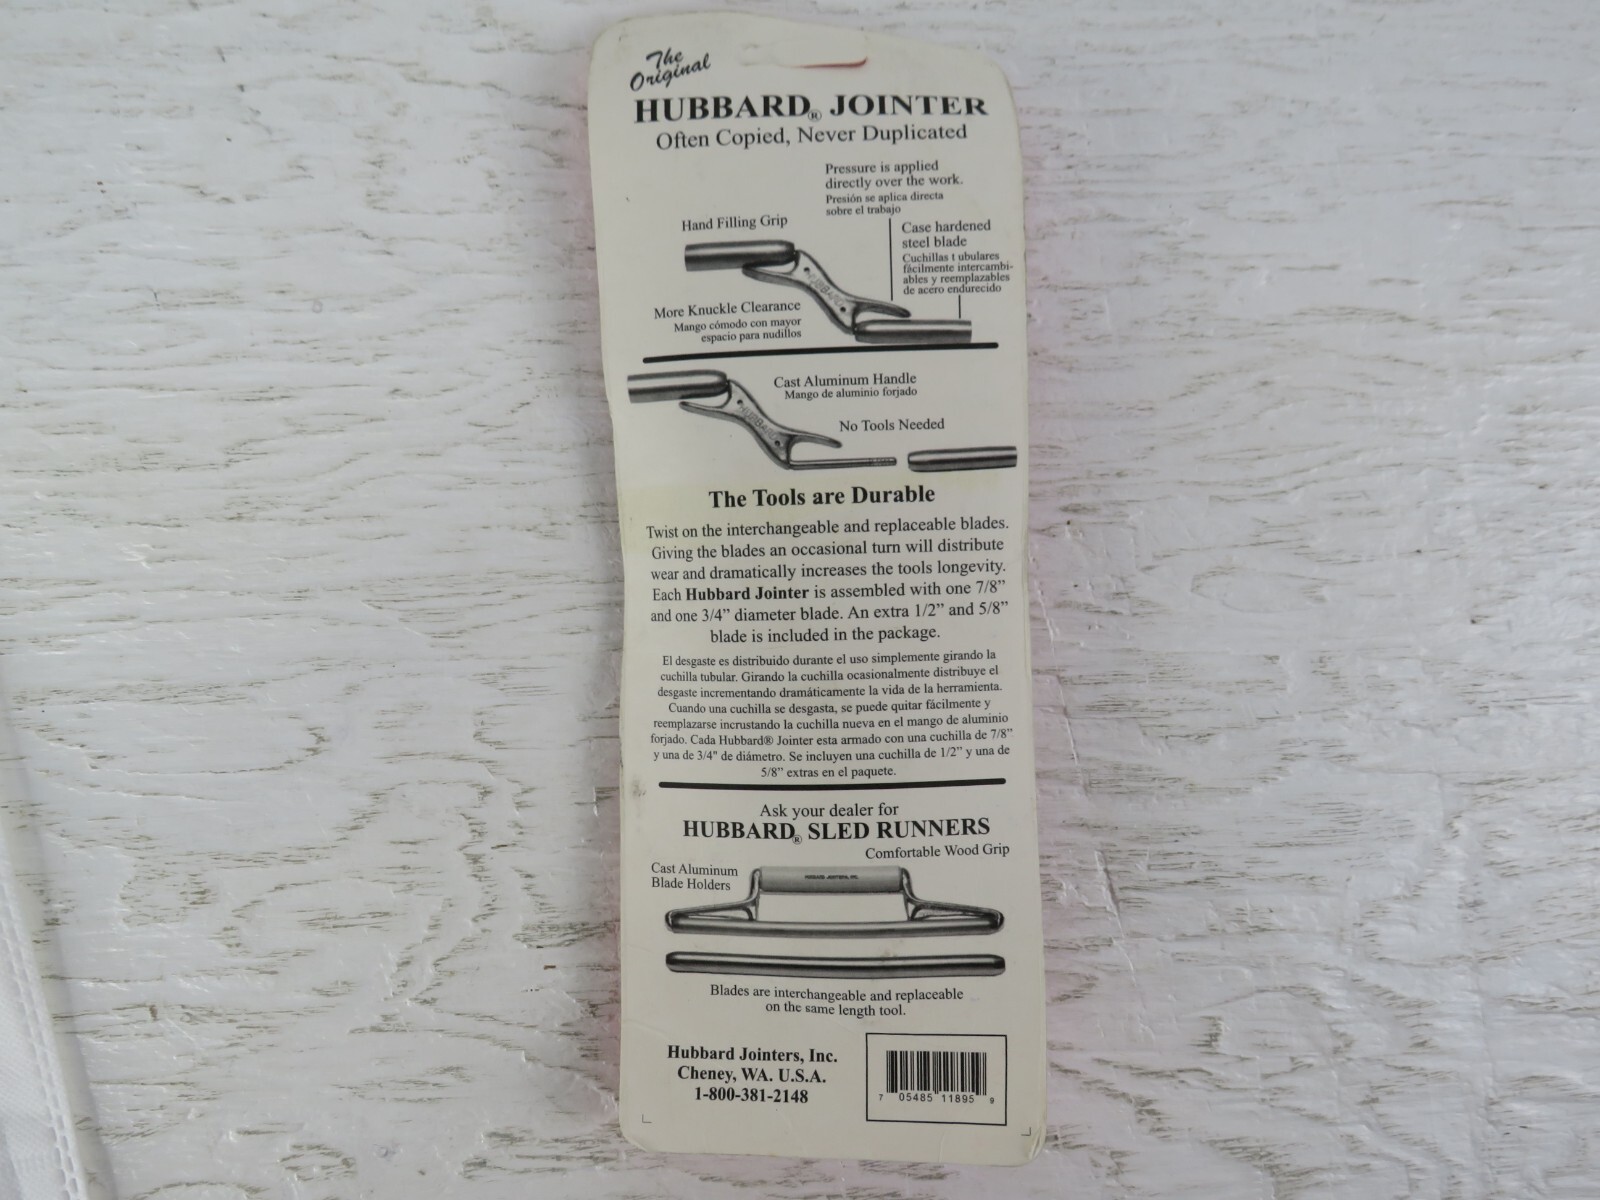 The
Original
HUBBARD® JOINTER
Often Copied, Never Duplicated
Pressure is applied
directly over the work.
Presión se aplica directa
sobre el trabajo
Hand Filling Grip
Case hardened
steel blade
Cuchillas t ubulares
fácilmente intercambi-
ables y reemplazables
de acero endurecido
HUBBARD
More Knuckle Clearance
Mango cómodo con mayor
espacio para nudillos
Cast Aluminum Handle
Mango de aluminio forjado
HUBBARD
No Tools Needed
The Tools are Durable
Twist on the interchangeable and replaceable blades.
Giving the blades an occasional turn will distribute
wear and dramatically increases the tools longevity.
Each Hubbard Jointer is assembled with one 7/8”
and one 3/4” diameter blade. An extra 1/2” and 5/8”
blade is included in the package.
El desgaste es distribuido durante el uso simplemente girando la
cuchilla tubular. Girando la cuchilla ocasionalmente distribuye el
desgaste incrementando dramáticamente la vida de la herramienta.
Cuando una cuchilla se desgasta, se puede quitar fácilmente y
reemplazarse incrustando la cuchilla nueva en el mango de aluminio
forjado. Cada Hubbard® Jointer esta armado con una cuchilla de 7/8”
y una de 3/4" de diámetro. Se incluyen una cuchilla de 1/2” y una de
5/8” extras en el paquete.
Ask your dealer for
HUBBARD® SLED RUNNERS
Comfortable Wood Grip
Cast Aluminum
Blade Holders
HUBBARD JOINTERS, INC.
Blades are interchangeable and replaceable
on the same length tool.
Hubbard Jointers, Inc.
Cheney, WA. U.S.A.
1-800-381-2148
7 05485 11895 9